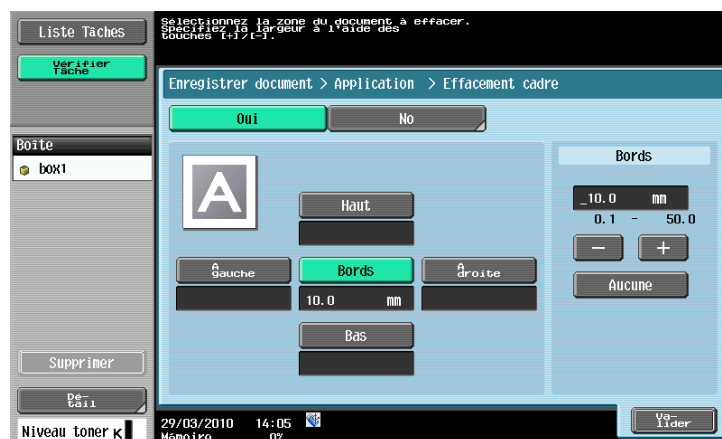 Liste Tâches
Sélectionnez la zone du document à effacer.
Spécifiez la largeur à l'aide des
touches [+]/[-].
Vérifier
Tâche
Enregistrer document > Application > Effacement cadre
Oui
No
Boîte
box1
Bords
A
Haut
_10.0 mm
0.1 - 50.0
− +
À
gauche
Bords
À
droite
Aucune
10.0 mm
Bas
Supprimer
Dé-
tail
Va-
lider
Niveau toner K
29/03/2010 14:05
Mémoire 0%